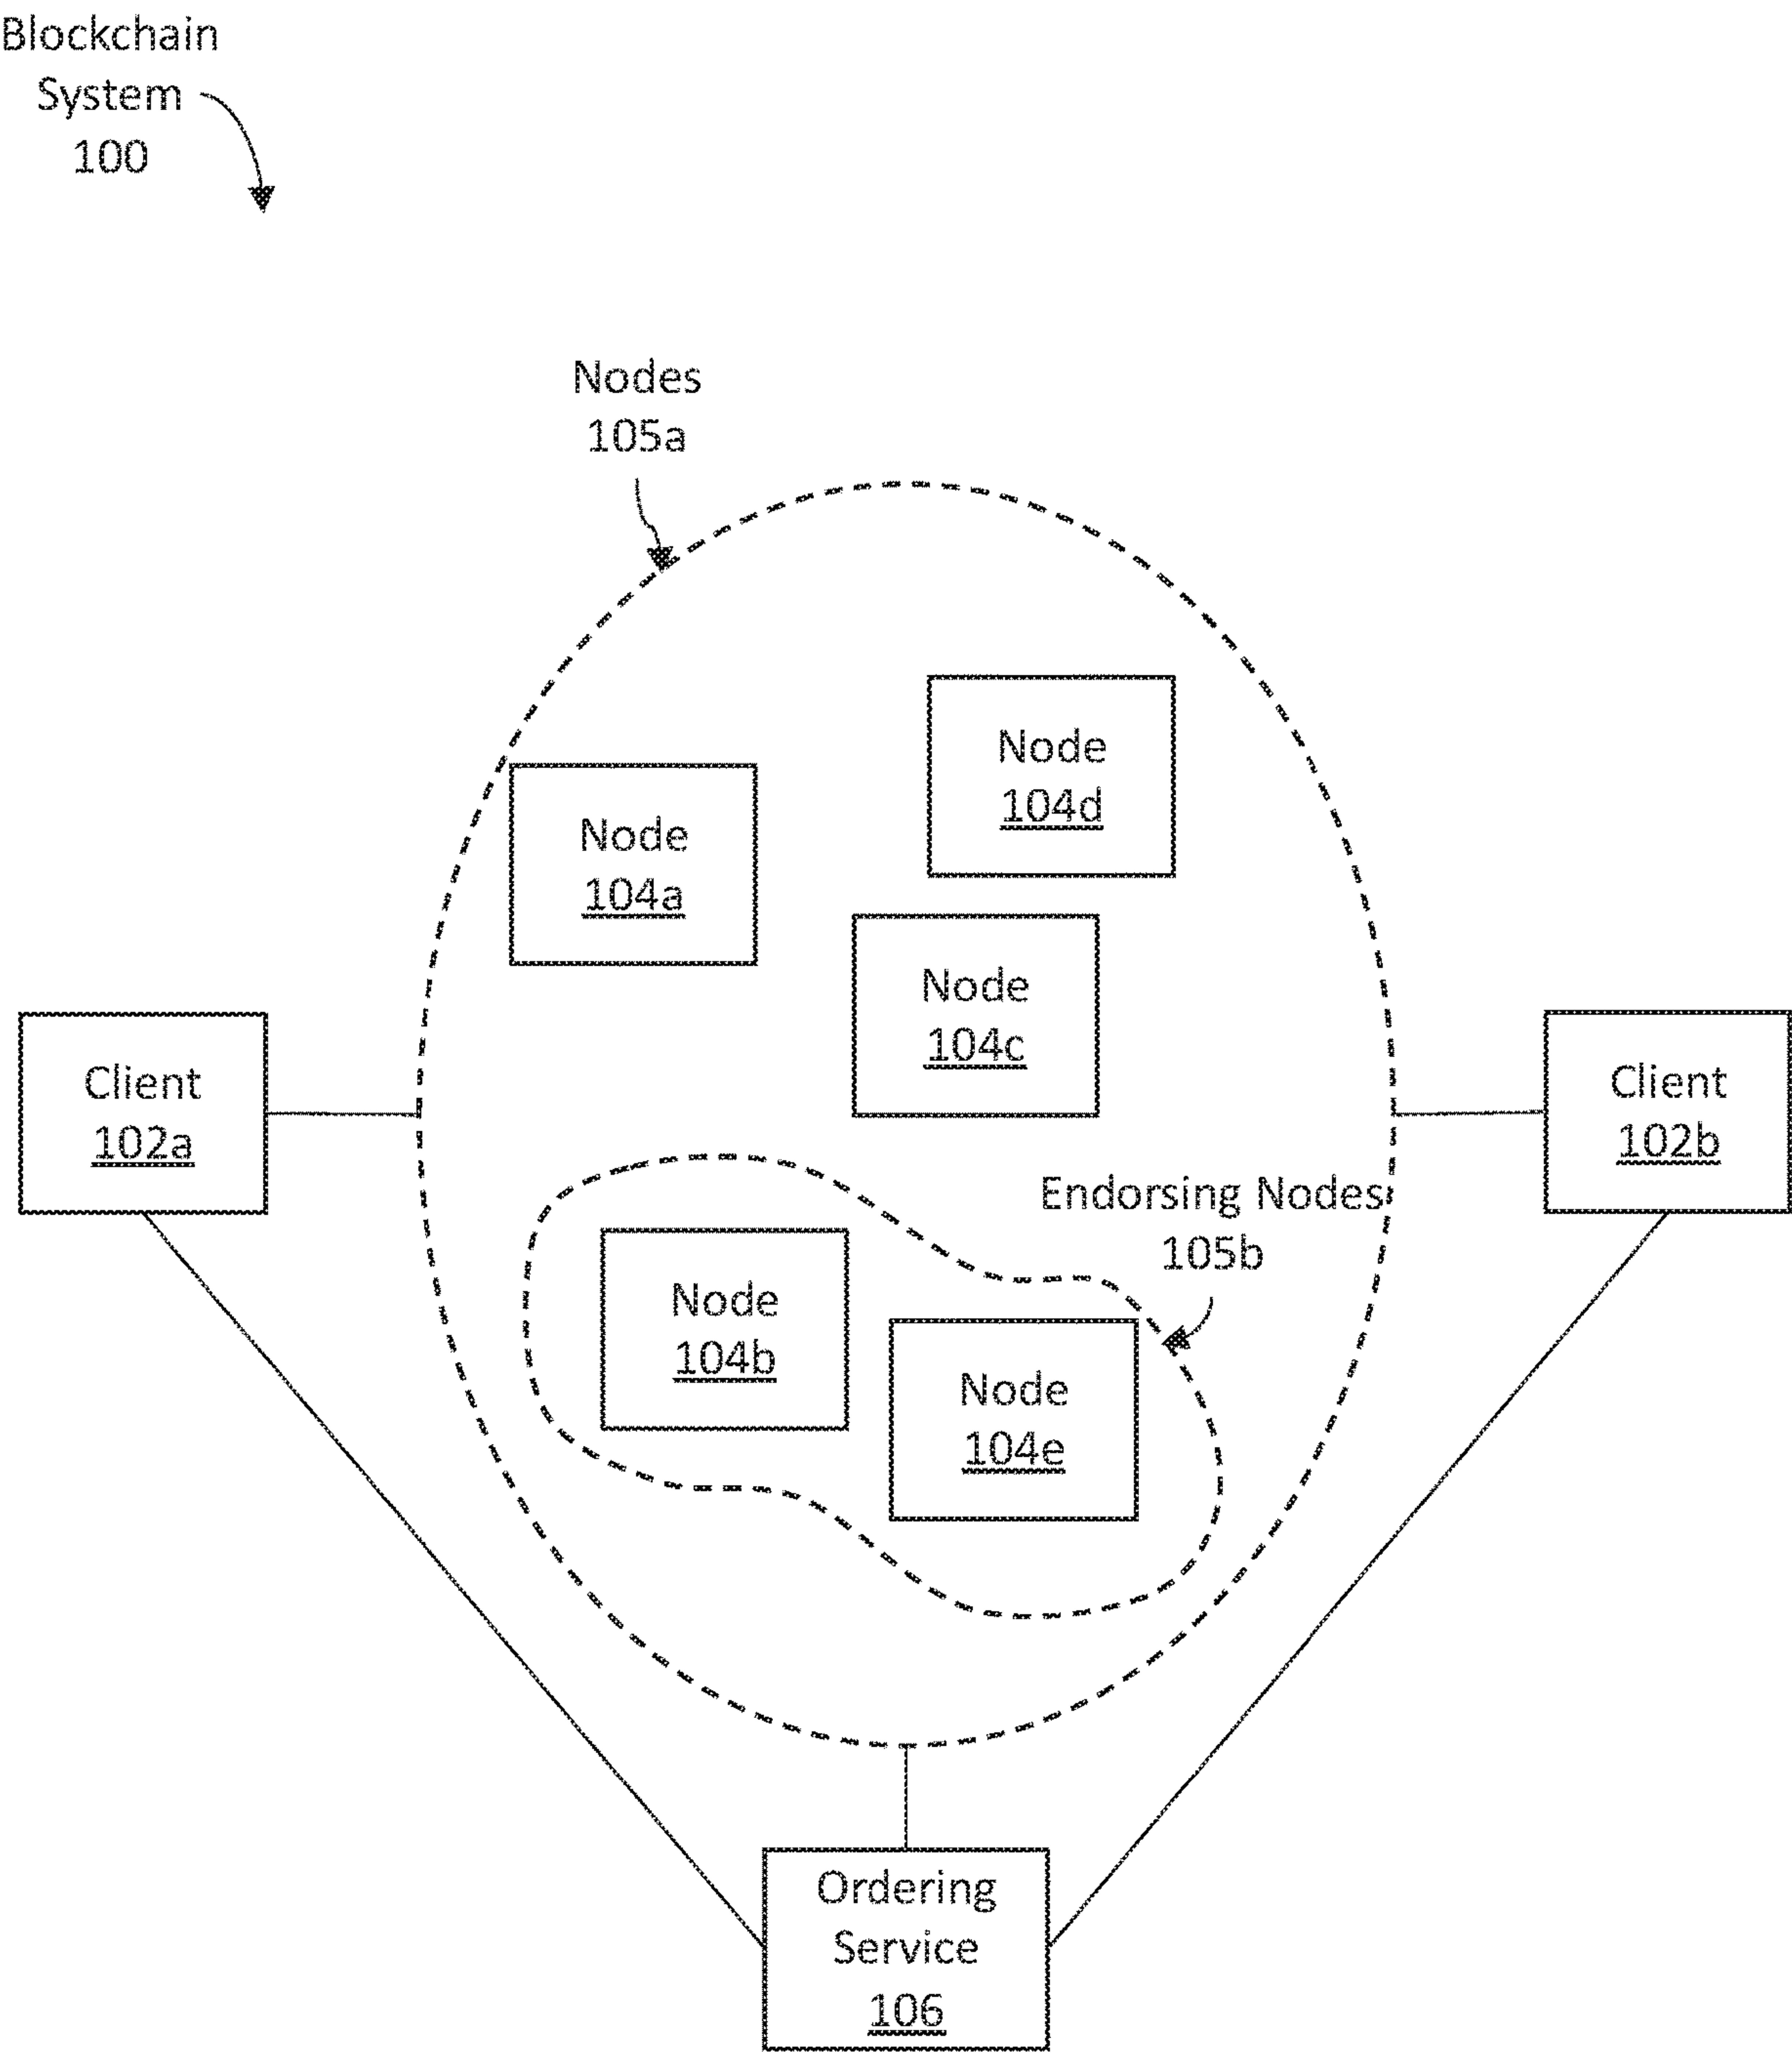 Blockchain
System
100
Nodes
105a
Node
104d
Node
104a
Node
104c
Client
102a
Client
102b
Endorsing Nodes
105b
Node
104b
Node
104e
Ordering
Service
106